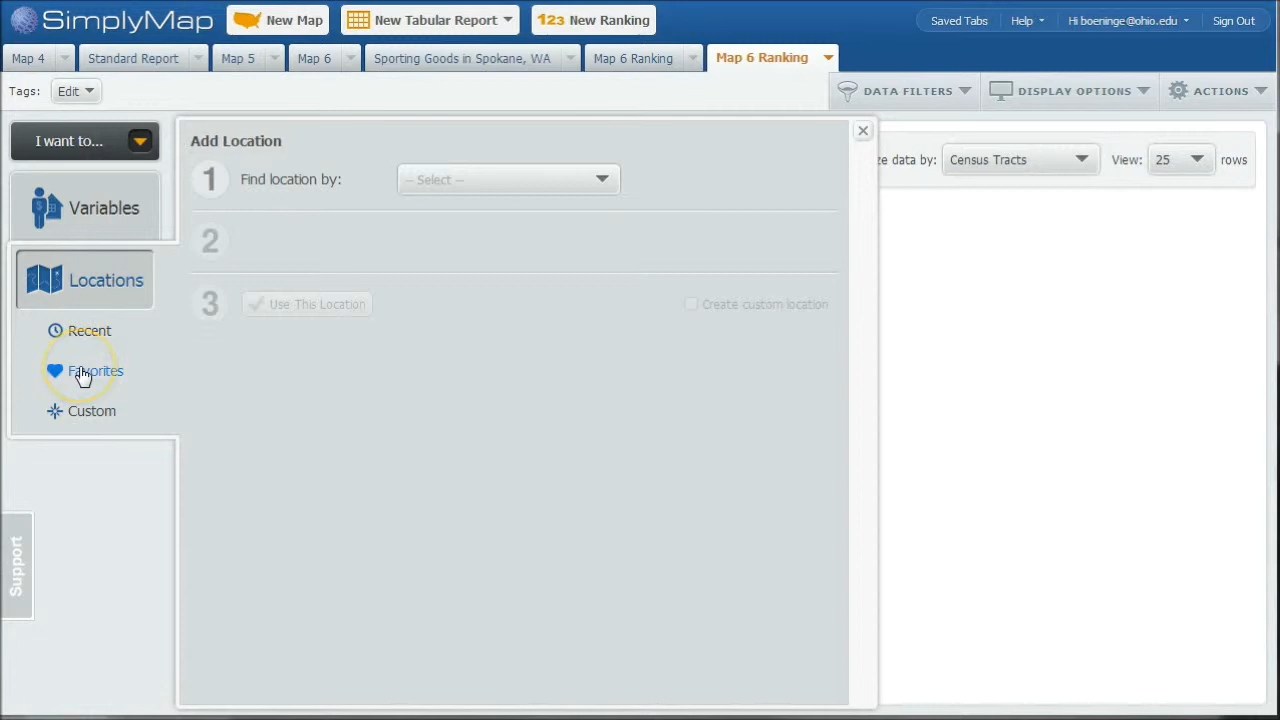 SimplyMap
New Map
New Tabular Report
123 New Ranking
Saved Tabs
Help
Hi boeninge@ohio.edu
Sign Out
Map 4
Standard Report
Map 5
Map 6
Sporting Goods in Spokane, WA
Map 6 Ranking
Map 6 Ranking
Tags:
Edit
DATA FILTERS
DISPLAY OPTIONS
ACTIONS
I want to...
Variables
Locations
Recent
Favorites
Custom
Support
Add Location
1 Find location by:
-- Select --
2
3 Use This Location
Create custom location
ze data by:
Census Tracts
View:
25
rows